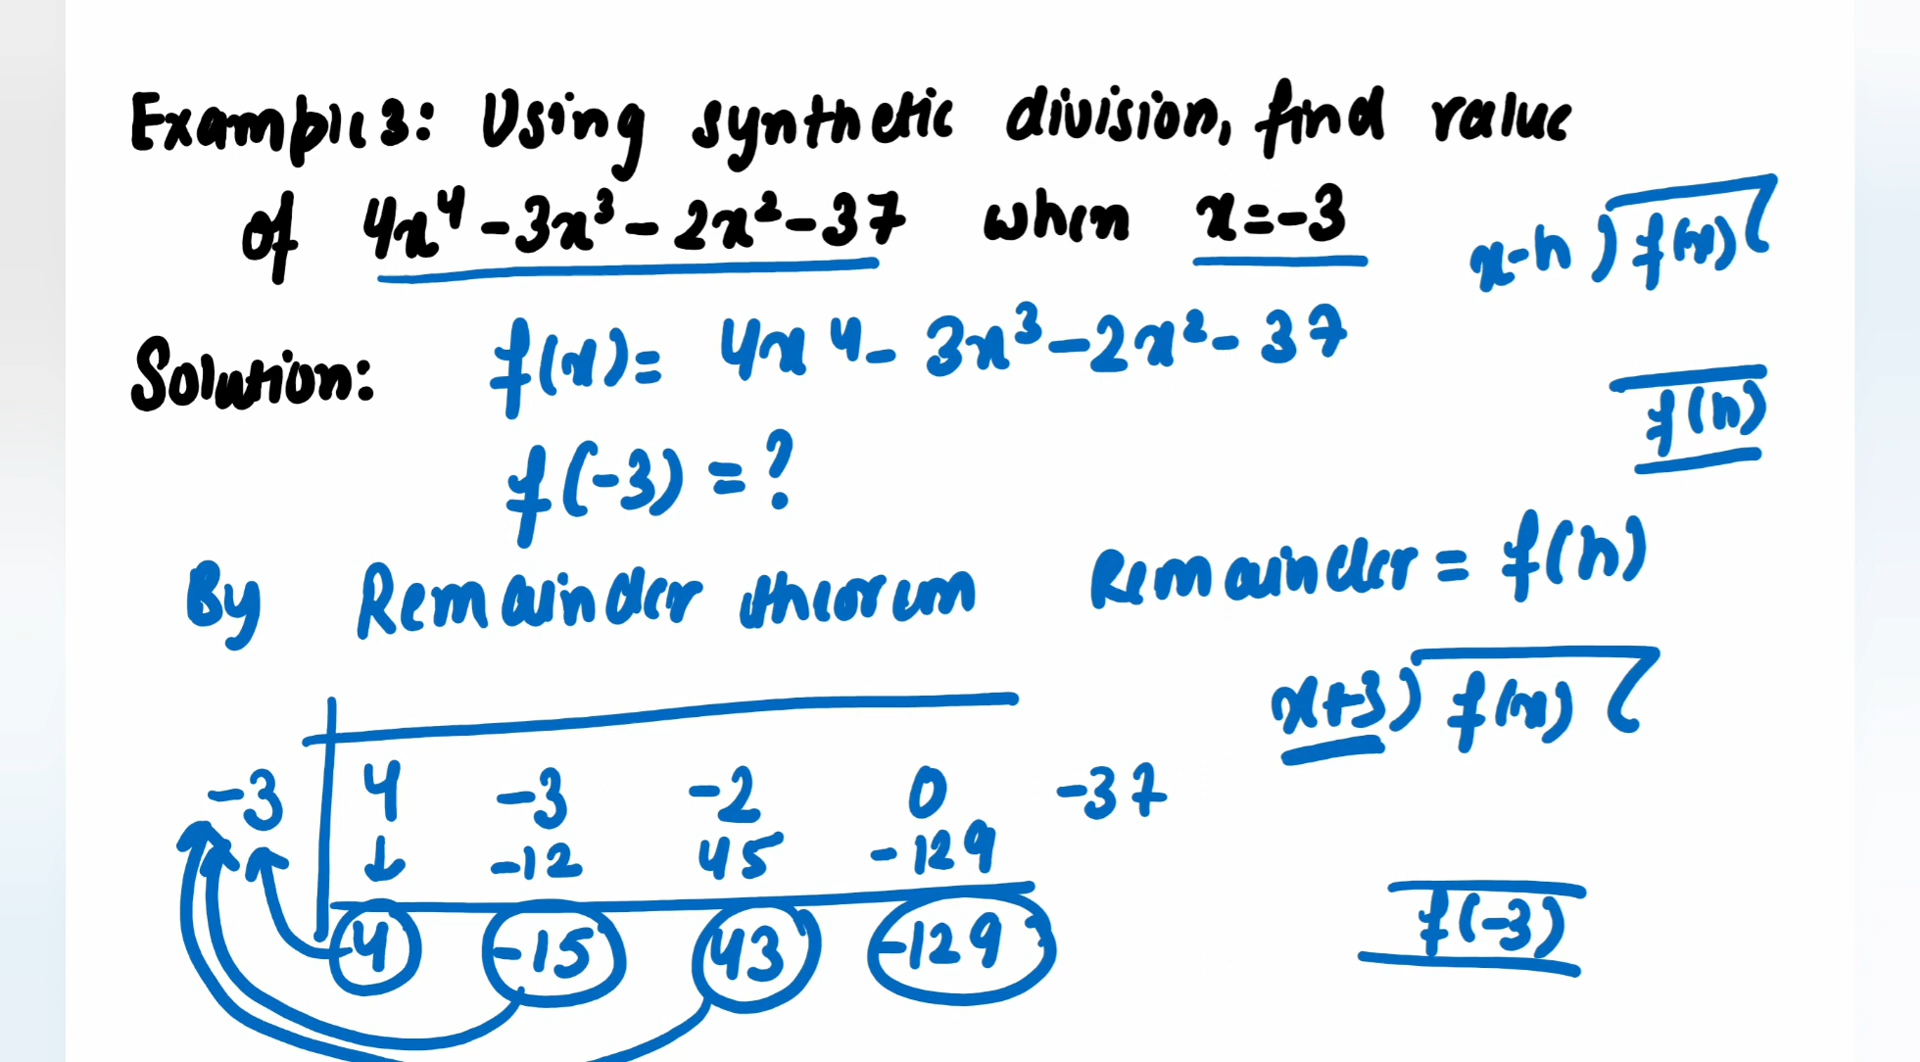 Example 3: Using synthetic division, find value
of 4x⁴ - 3x³ - 2x² - 37 when x = -3
x-h ) f(x) (
Solution: f(x) = 4x⁴ - 3x³ - 2x² - 37
f(h)
f(-3) = ?
By Remainder theorem Remainder = f(h)
x+3 ) f(x) (
-3 4 -3 -2 0 -37
↓ -12 45 -129
4 -15 43 -129
f(-3)